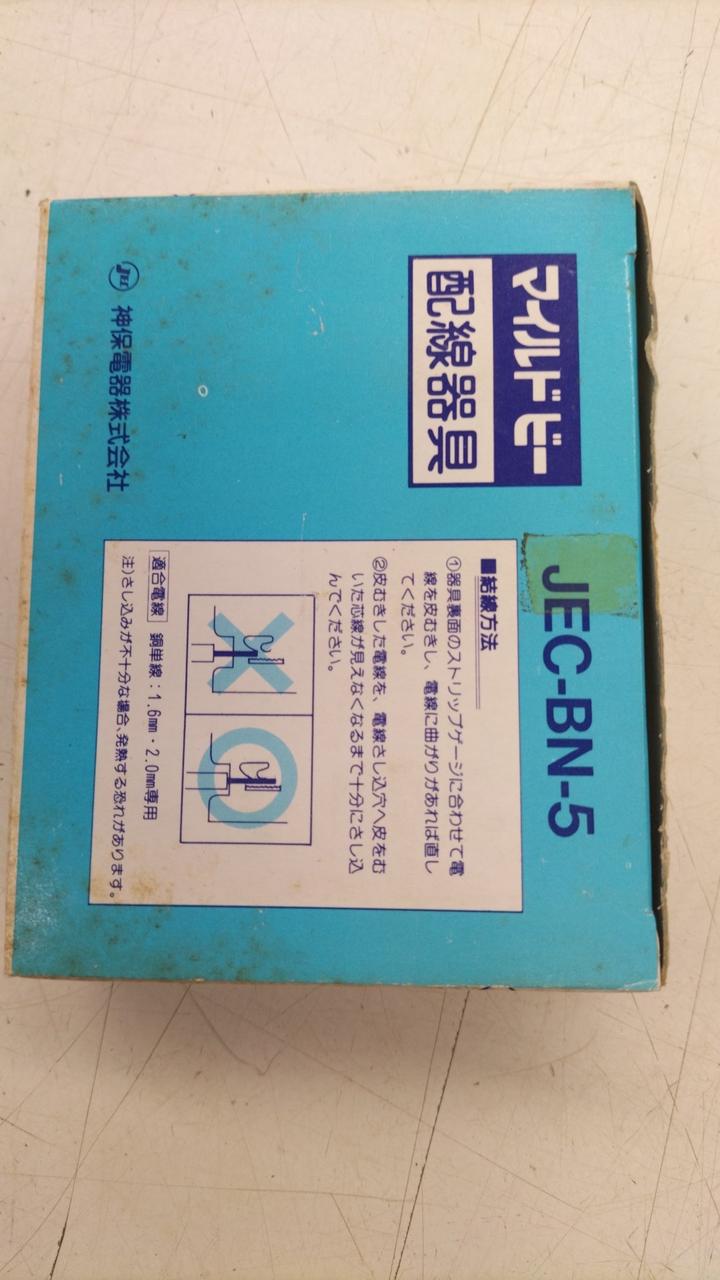 マイルドビー
配線器具
JEC-BN-5
■結線方法
①器具裏面のストリップゲージに合わせて電
線を皮むきし、電線に曲がりがあれば直し
てください。
②皮むきした電線を、電線さし込穴へ皮をむ
いた芯線が見えなくなるまで十分にさし込
んでください。
適合電線 銅単線:1.6mm・2.0mm専用
注)さし込みが不十分な場合、発熱する恐れがあります。
JEC 神保電器株式会社